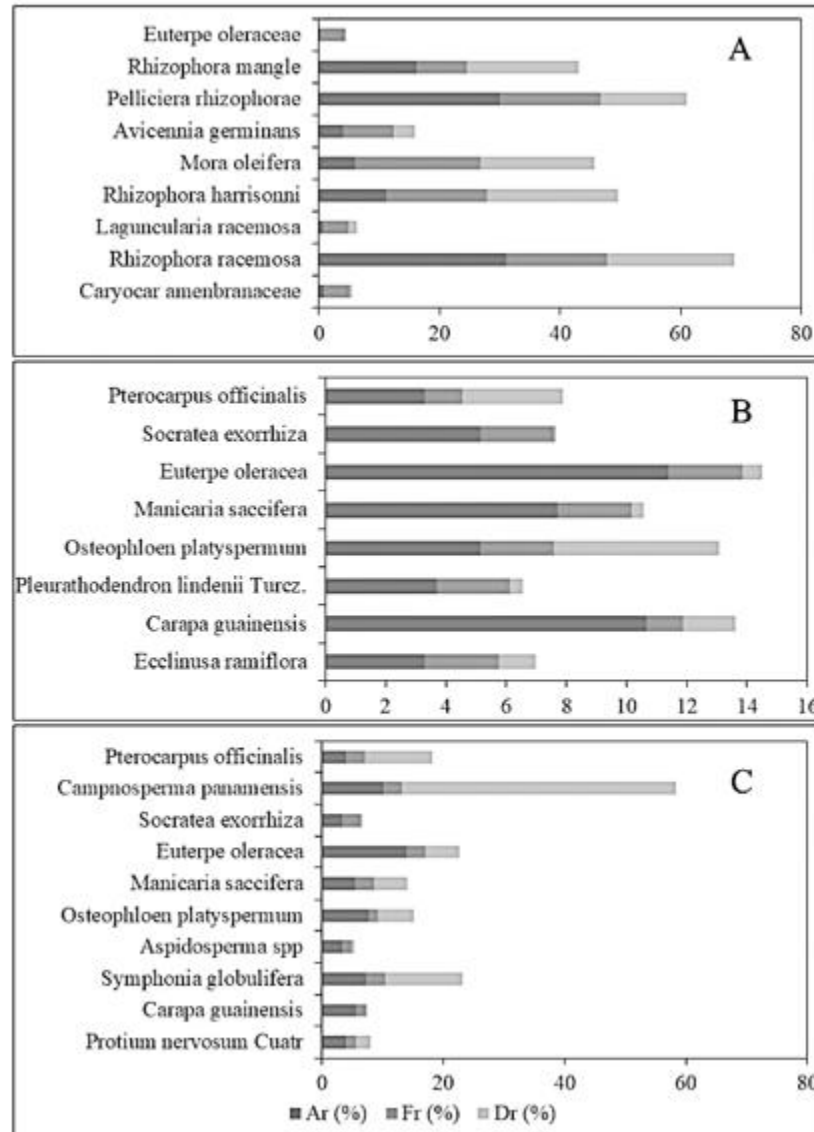 A
Euterpe oleraceae
Rhizophora mangle
Pelliciera rhizophorae
Avicennia germinans
Mora oleifera
Rhizophora harrisonni
Laguncularia racemosa
Rhizophora racemosa
Caryocar amenbranaceae
0 20 40 60 80
B
Pterocarpus officinalis
Socratea exorrhiza
Euterpe oleracea
Manicaria saccifera
Osteophloen platyspermum
Pleurathodendron lindenii Turcz.
Carapa guainensis
Ecclinusa ramiflora
0 2 4 6 8 10 12 14 16
C
Pterocarpus officinalis
Campnosperma panamensis
Socratea exorrhiza
Euterpe oleracea
Manicaria saccifera
Osteophloen platyspermum
Aspidosperma spp
Symphonia globulifera
Carapa guainensis
Protium nervosum Cuatr
0 20 40 60 80
Ar (%) Fr (%) Dr (%)